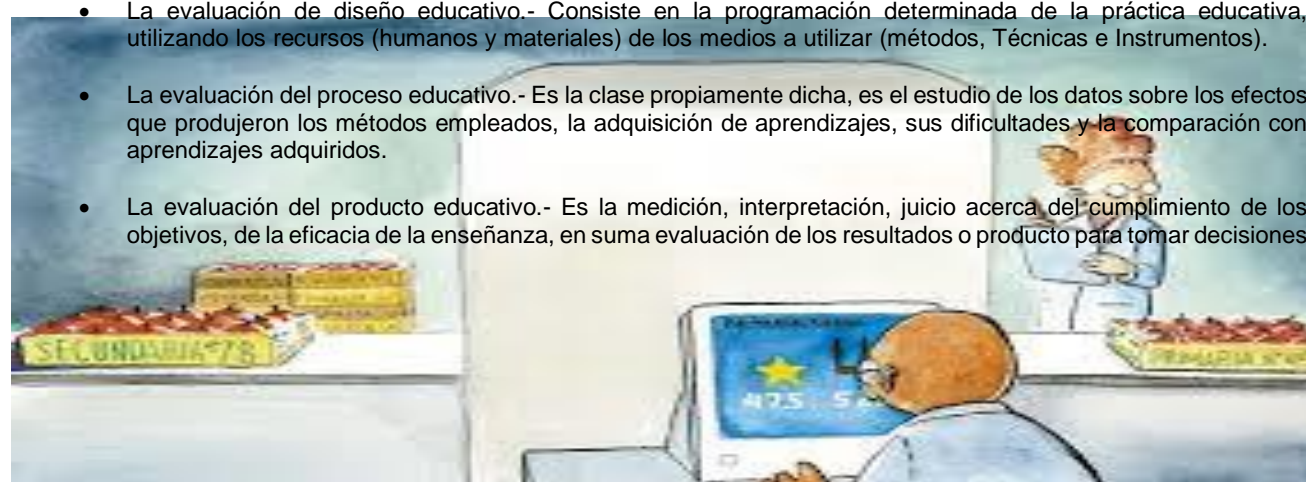 • La evaluación de diseño educativo.- Consiste en la programación determinada de la práctica educativa,
utilizando los recursos (humanos y materiales) de los medios a utilizar (métodos, Técnicas e Instrumentos).
• La evaluación del proceso educativo.- Es la clase propiamente dicha, es el estudio de los datos sobre los efectos
que produjeron los métodos empleados, la adquisición de aprendizajes, sus dificultades y la comparación con
aprendizajes adquiridos.
• La evaluación del producto educativo.- Es la medición, interpretación, juicio acerca del cumplimiento de los
objetivos, de la eficacia de la enseñanza, en suma evaluación de los resultados o producto para tomar decisiones
SECUNDARIA
PRIMARIA
475